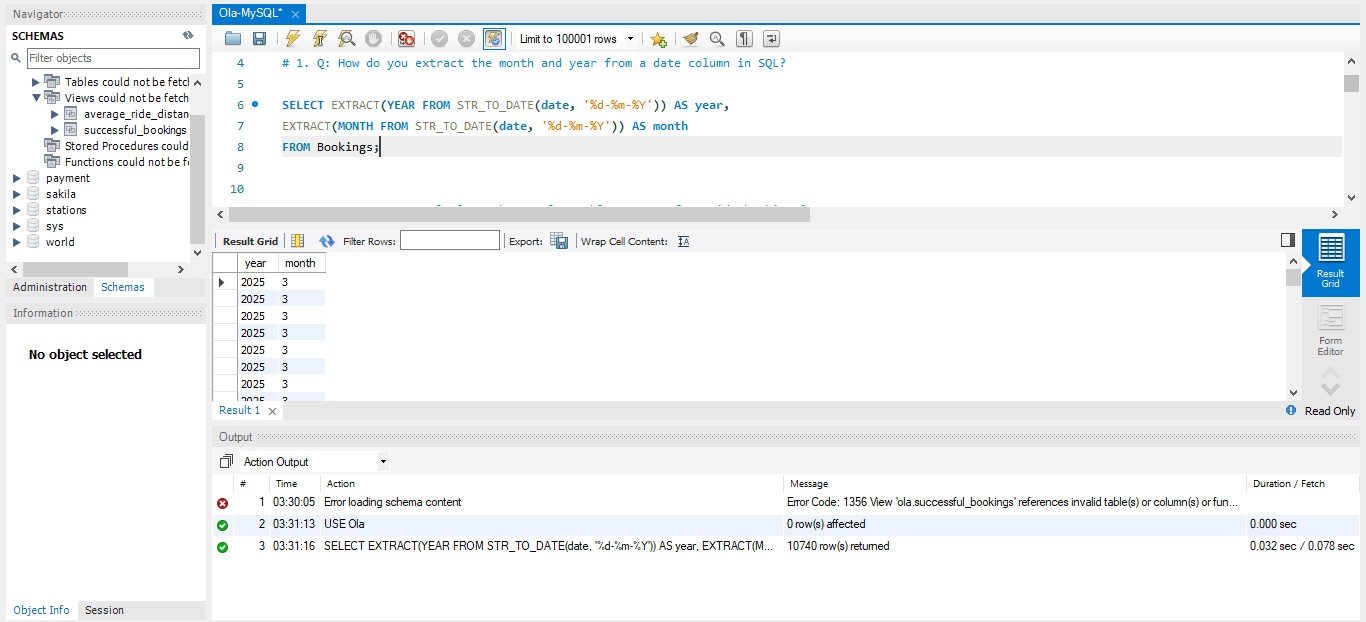 Navigator
SCHEMAS
Filter objects
Tables could not be fetcl
Views could not be fetch
average_ride_distan
successful_bookings
Stored Procedures could
Functions could not be fe
payment
sakila
stations
sys
world
Administration
Schemas
Information
No object selected
Object Info
Session
Ola-MySQL*
Limit to 100001 rows
4 # 1. Q: How do you extract the month and year from a date column in SQL?
5
6 SELECT EXTRACT(YEAR FROM STR_TO_DATE(date, '%d-%m-%Y')) AS year,
7 EXTRACT(MONTH FROM STR_TO_DATE(date, '%d-%m-%Y')) AS month
8 FROM Bookings;
9
10
Result Grid
Filter Rows:
Export:
Wrap Cell Content:
year month
2025 3
2025 3
2025 3
2025 3
2025 3
2025 3
2025 3
2025 3
Result Grid
Form Editor
Result 1
Read Only
Output
Action Output
# Time Action Message Duration / Fetch
1 03:30:05 Error loading schema content Error Code: 1356 View 'ola.successful_bookings' references invalid table(s) or column(s) or fun...
2 03:31:13 USE Ola 0 row(s) affected 0.000 sec
3 03:31:16 SELECT EXTRACT(YEAR FROM STR_TO_DATE(date, '%d-%m-%Y')) AS year, EXTRACT(M... 10740 row(s) returned 0.032 sec / 0.078 sec